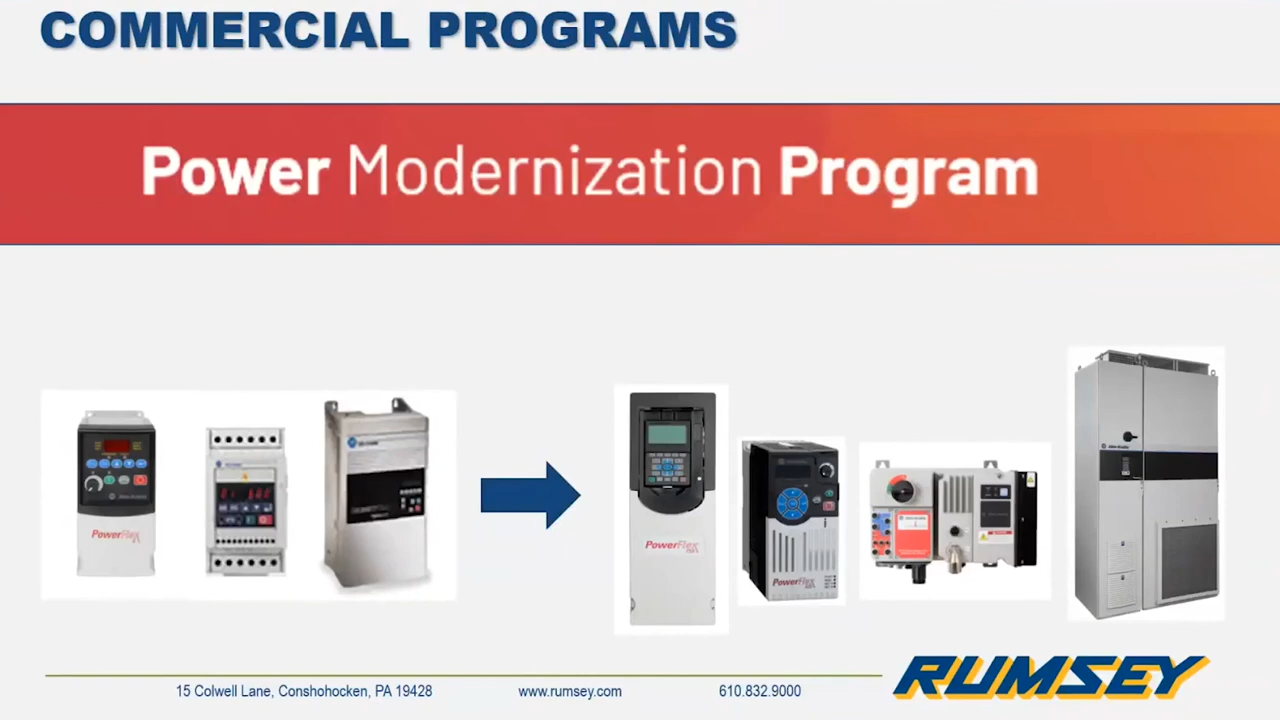 COMMERCIAL PROGRAMS
Power Modernization Program
PowerFlex
PowerFlex
PowerFlex
15 Colwell Lane, Conshohocken, PA 19428
www.rumsey.com
610.832.9000
RUMSEY